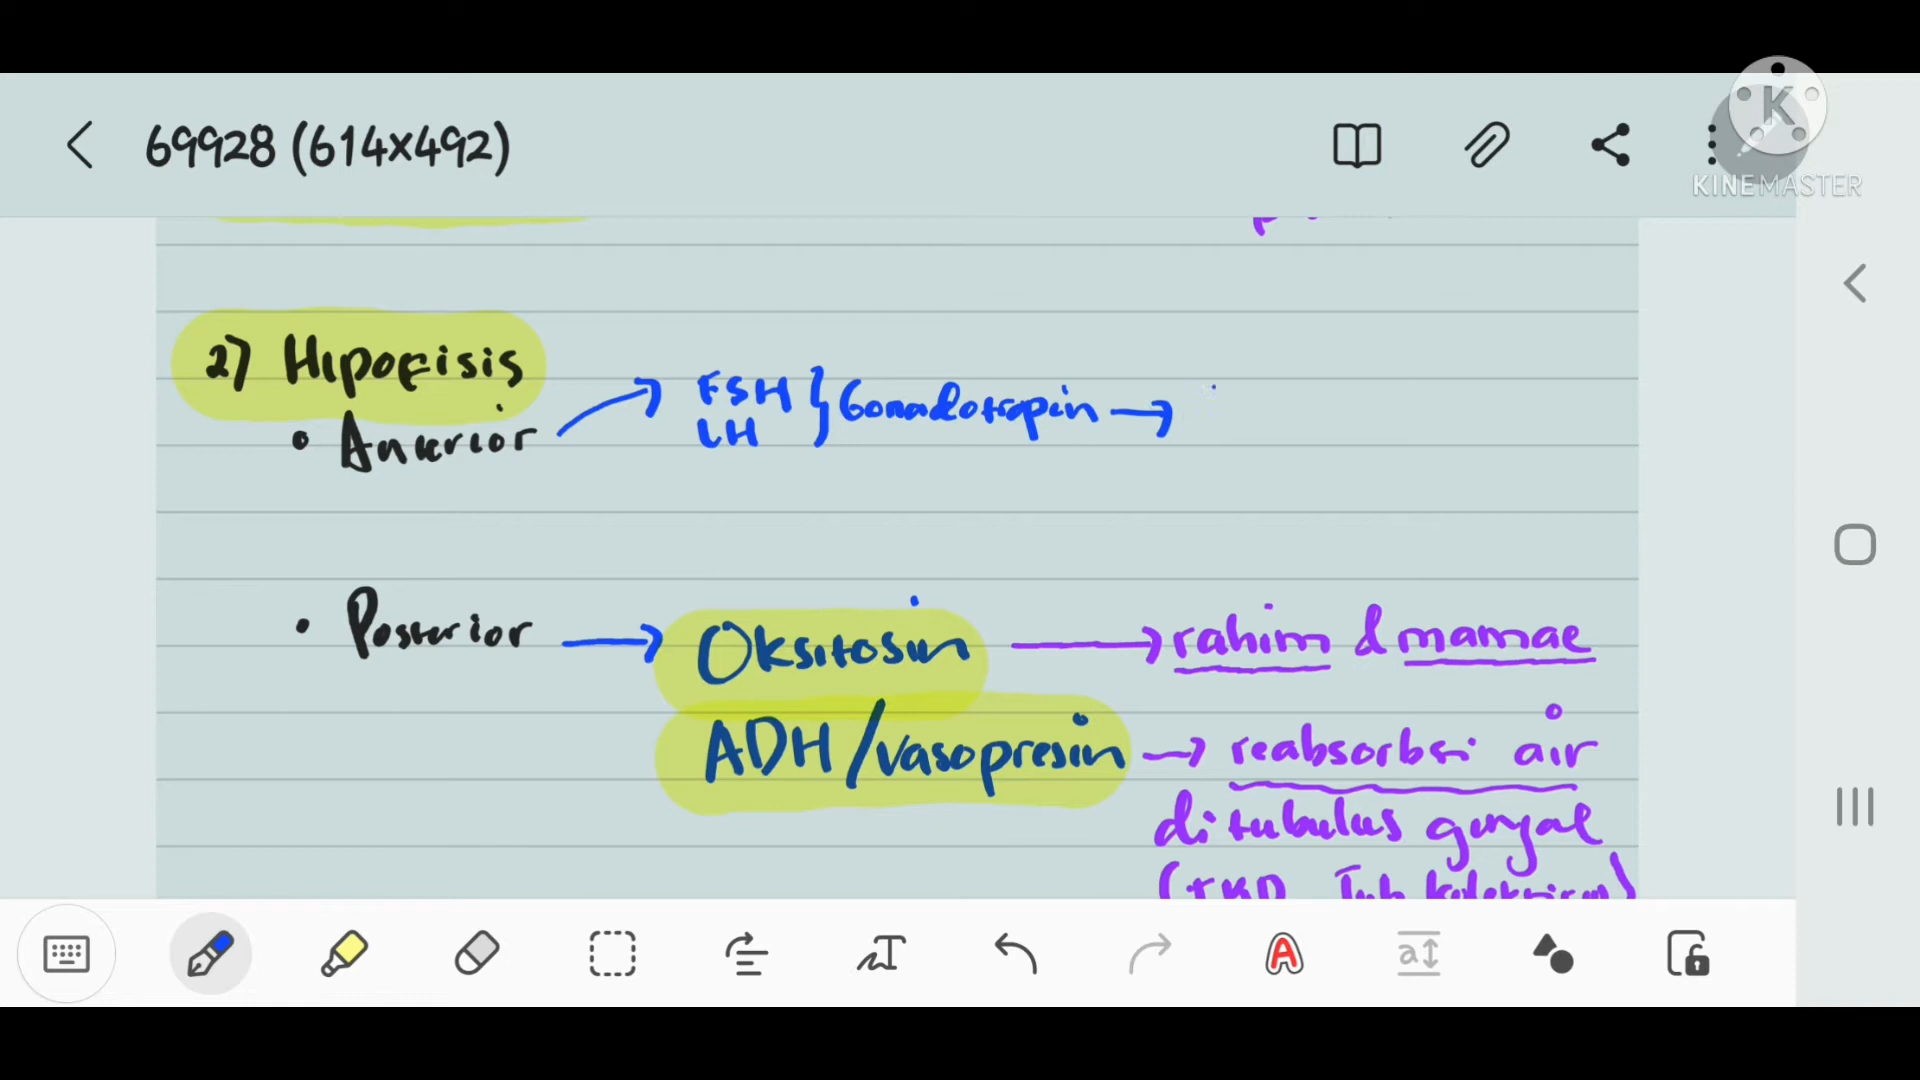 69928 (614x492)
KINEMASTER
2) Hipofisis
• Anterior → FSH LH } Gonadotropin →
• Posterior → Oksitosin → rahim & mamae
ADH/vasopresin → reabsorbsi air
di tubulus ginjal